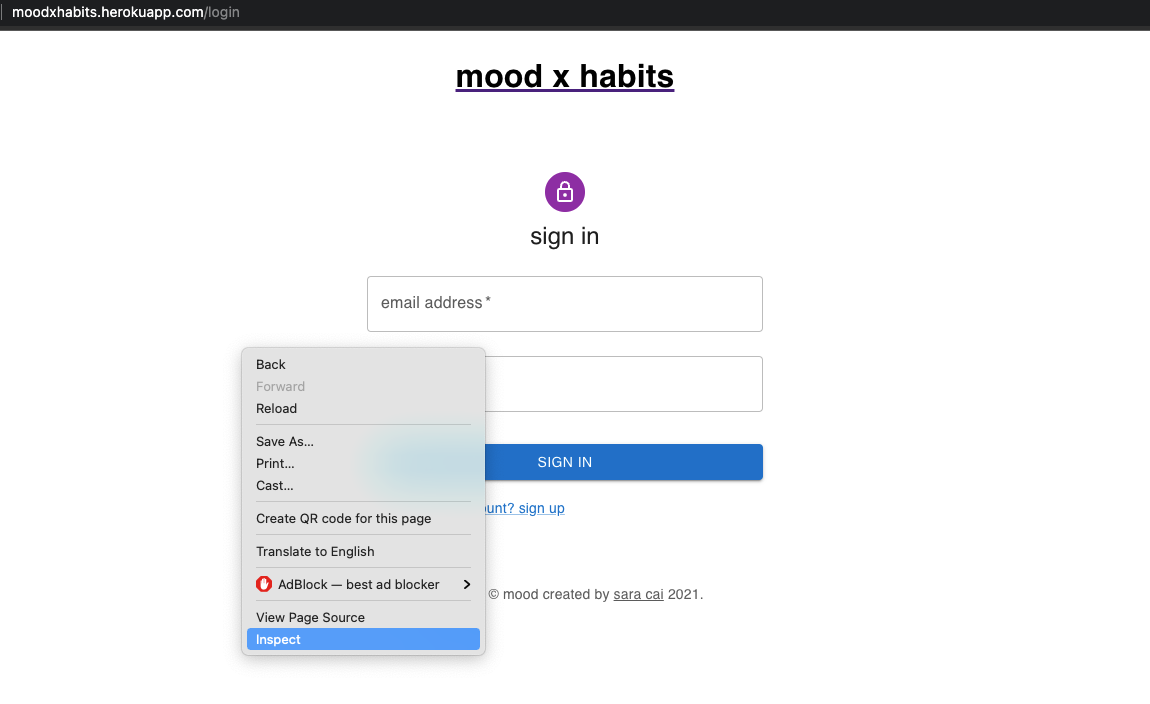 moodxhabits.herokuapp.com/login
mood x habits
sign in
email address *
Back
Forward
Reload
Save As...
Print...
Cast...
Create QR code for this page
Translate to English
AdBlock — best ad blocker
View Page Source
Inspect
SIGN IN
unt? sign up
© mood created by sara cai 2021.